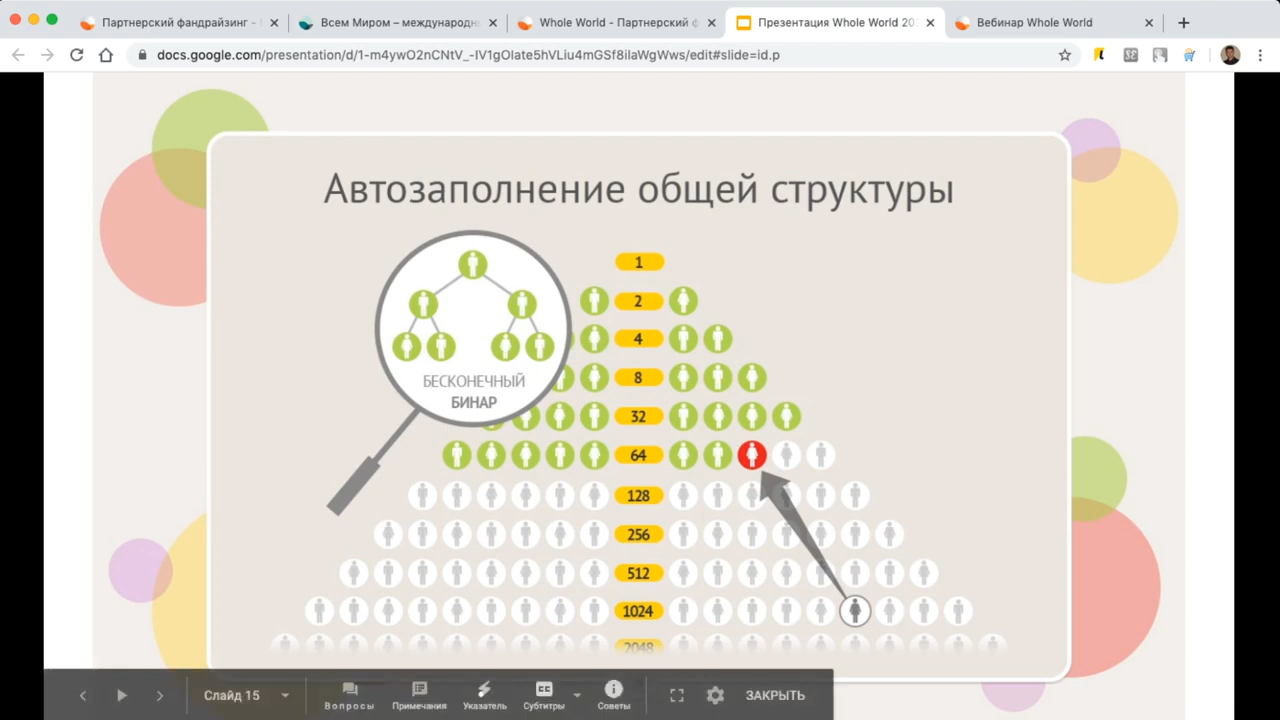 Партнерский фандрайзинг -
Всем Миром – международн
Whole World - Партнерский ф
Презентация Whole World 20
Вебинар Whole World
docs.google.com/presentation/d/1-m4ywO2nCNtV_-IV1gOlate5hVLiu4mGSf8ilaWgWws/edit#slide=id.p
Автозаполнение общей структуры
1
2
4
8
БЕСКОНЕЧНЫЙ
БИНАР
32
64
128
256
512
1024
2048
Слайд 15
Вопросы
Примечания
Указатель
Субтитры
Советы
ЗАКРЫТЬ